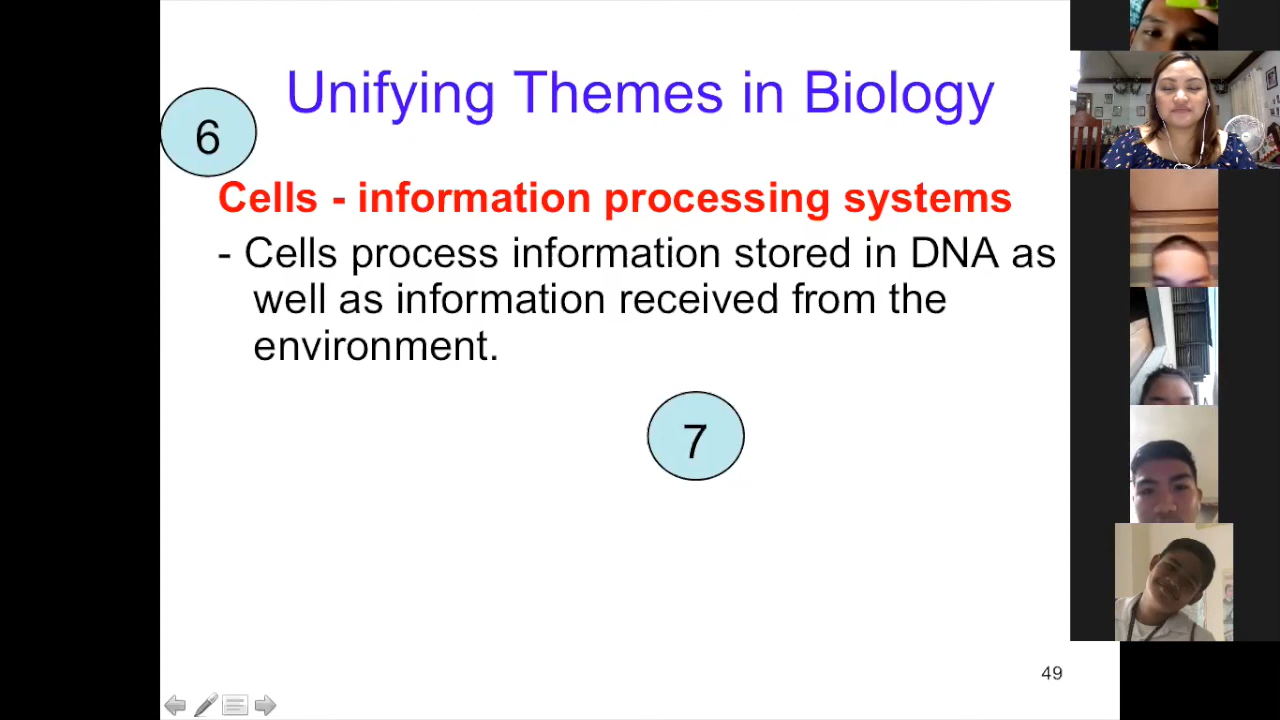 Unifying Themes in Biology
6
Cells - information processing systems
- Cells process information stored in DNA as
well as information received from the
environment.
7
49